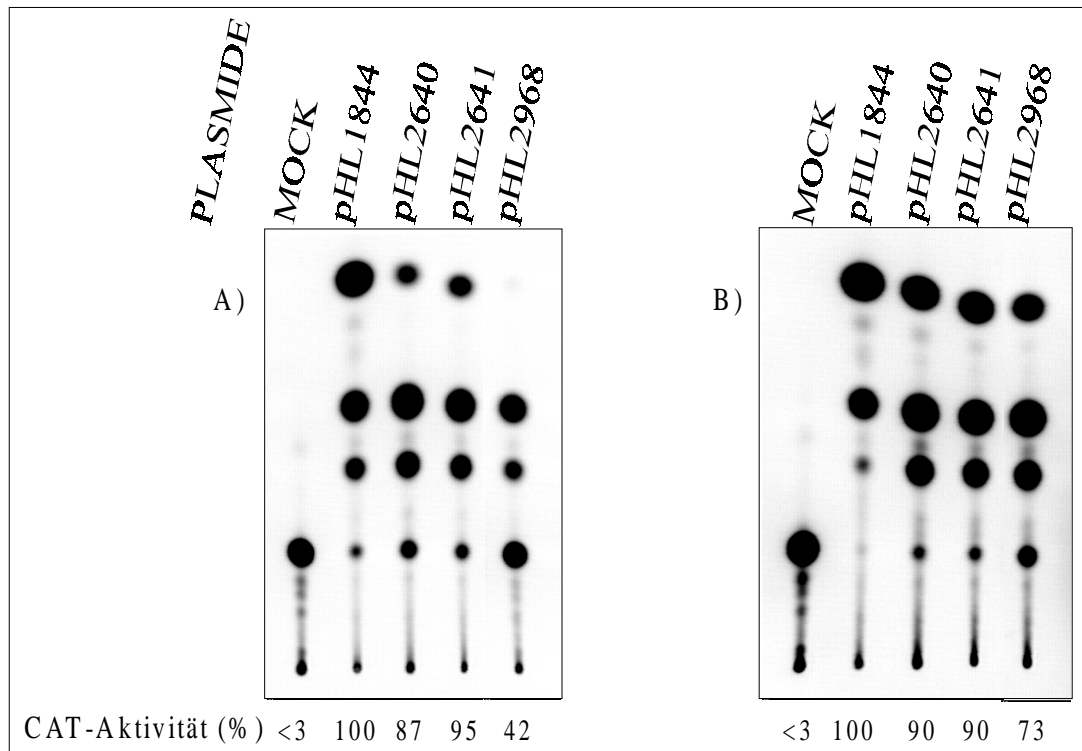 PLASMIDE MOCK pHL1844 pHL2640 pHL2641 pHL2968
MOCK pHL1844 pHL2640 pHL2641 pHL2968
A)
B)
CAT-Aktivität (%) <3 100 87 95 42 <3 100 90 90 73